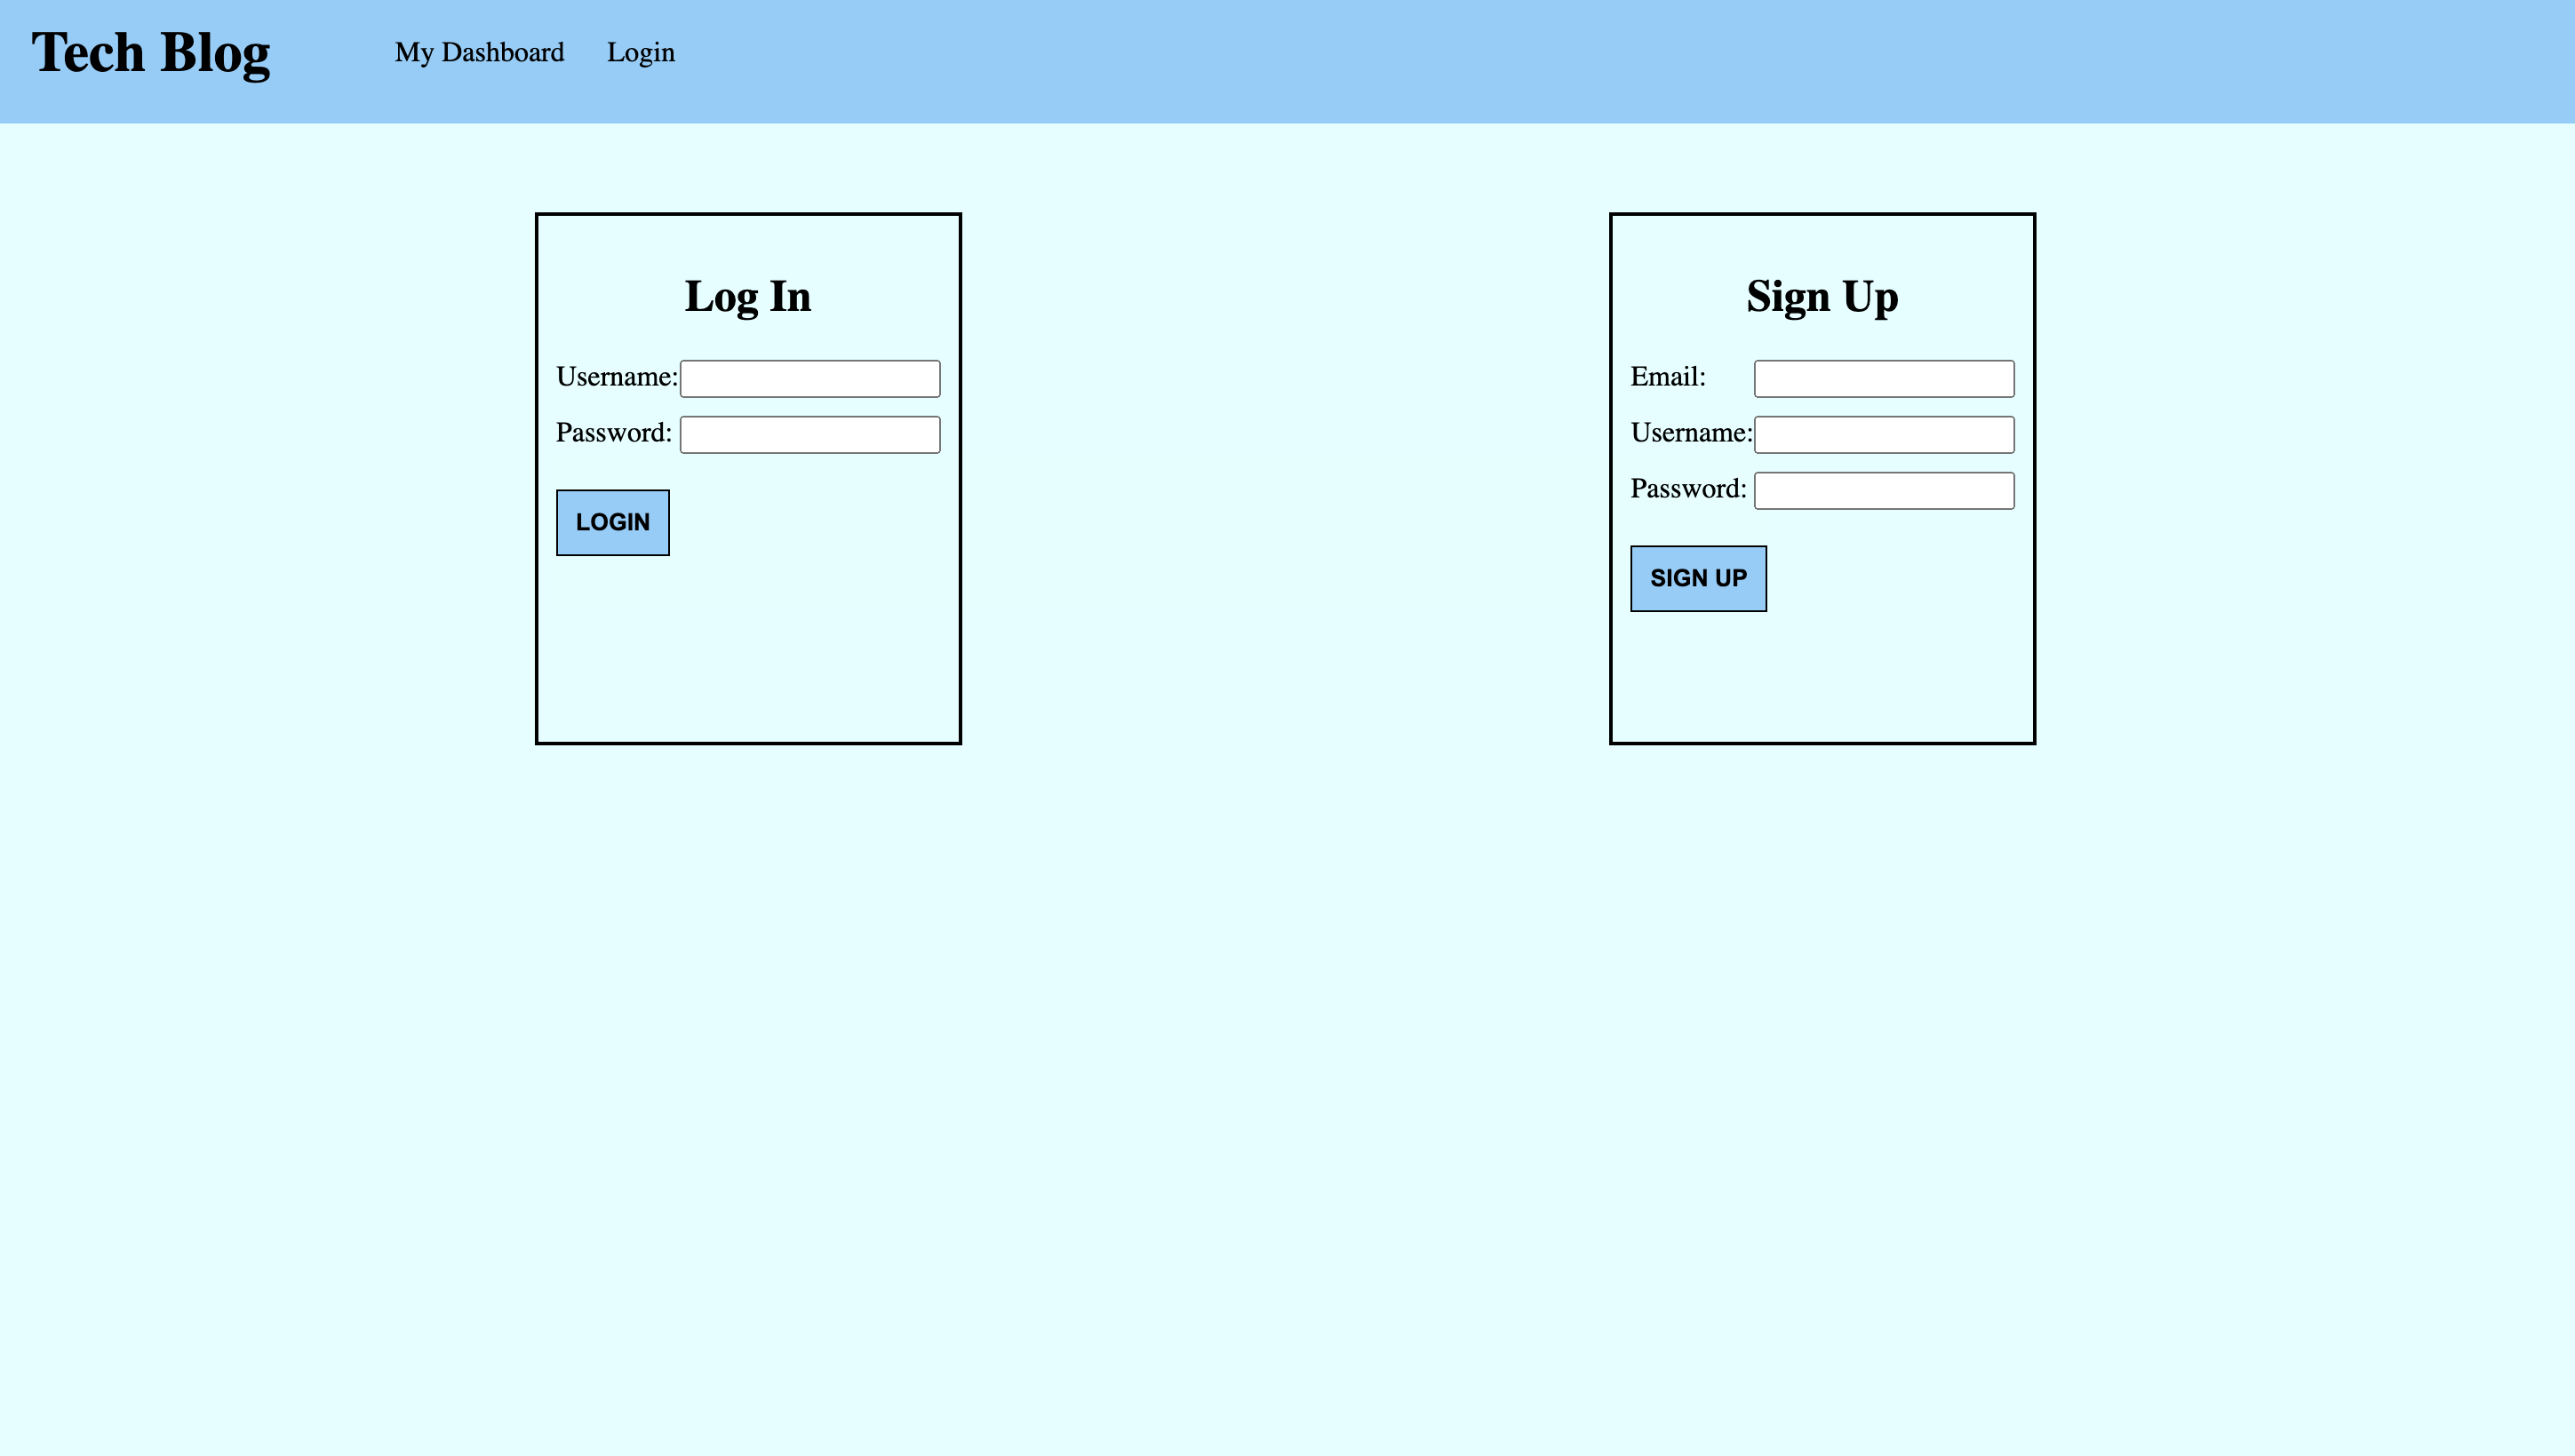 Tech Blog
My Dashboard
Login
Log In
Username:
Password:
LOGIN
Sign Up
Email:
Username:
Password:
SIGN UP